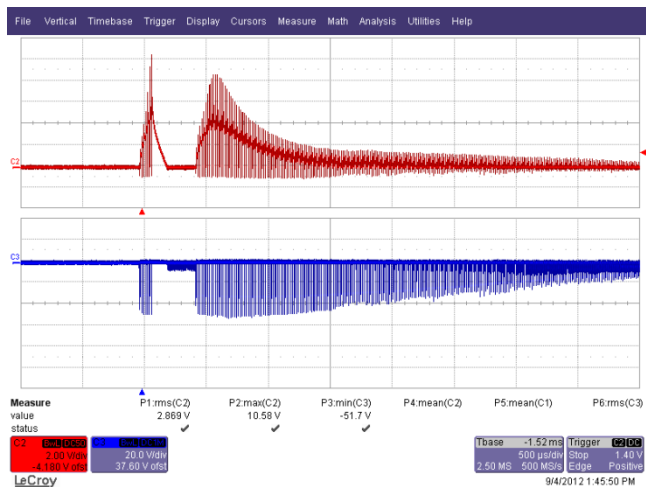 File Vertical Timebase Trigger Display Cursors Measure Math Analysis Utilities Help
C2
C3
Measure P1:rms(C2) P2:max(C2) P3:min(C3) P4:mean(C2) P5:mean(C1) P6:rms(C3)
value 2.869 V 10.58 V -51.7 V
status
C2 BwL DC50
2.00 V/div
-4.180 V ofst
20.0 V/div
37.60 V ofst
Tbase -1.52 ms
500 µs/div
2.50 MS 500 MS/s
Trigger C2 DC
Stop 1.40 V
Edge Positive
LeCroy
9/4/2012 1:45:50 PM